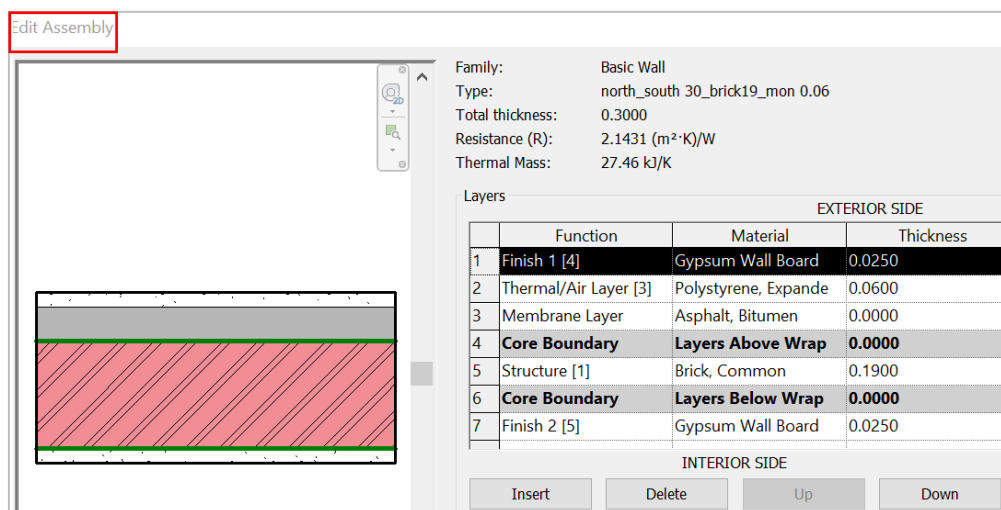 Edit Assembly
2D
Family: Basic Wall
Type: north_south 30_brick19_mon 0.06
Total thickness: 0.3000
Resistance (R): 2.1431 (m²·K)/W
Thermal Mass: 27.46 kJ/K
Layers
EXTERIOR SIDE
Function Material Thickness
1 Finish 1 [4] Gypsum Wall Board 0.0250
2 Thermal/Air Layer [3] Polystyrene, Expande 0.0600
3 Membrane Layer Asphalt, Bitumen 0.0000
4 Core Boundary Layers Above Wrap 0.0000
5 Structure [1] Brick, Common 0.1900
6 Core Boundary Layers Below Wrap 0.0000
7 Finish 2 [5] Gypsum Wall Board 0.0250
INTERIOR SIDE
Insert Delete Up Down